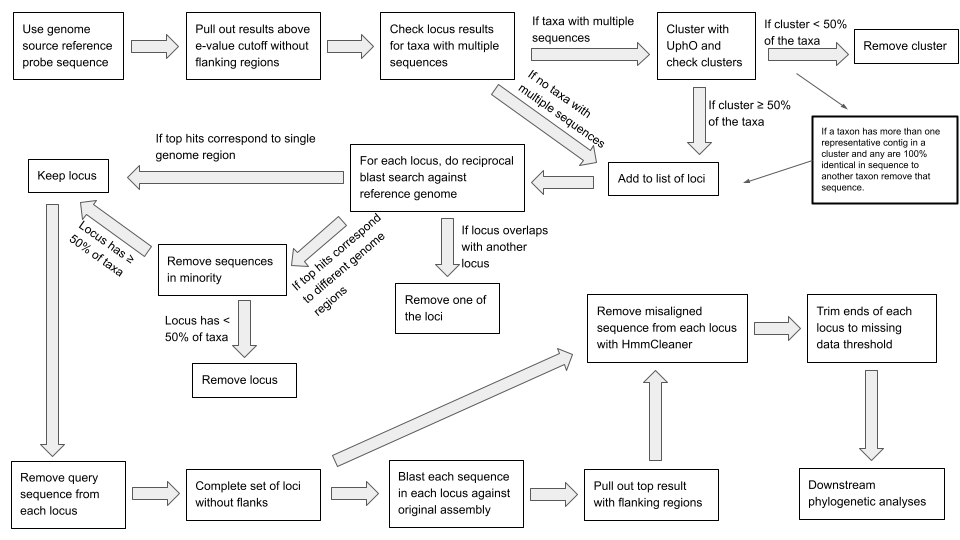 Use genome
source reference
probe sequence
Pull out results above
e-value cutoff without
flanking regions
Check locus results
for taxa with multiple
sequences
If taxa with multiple
sequences
Cluster with
UphO and
check clusters
If cluster < 50%
of the taxa
Remove cluster
If no taxa with
multiple sequences
If cluster ≥ 50%
of the taxa
If a taxon has more than one
representative contig in a
cluster and any are 100%
identical in sequence to
another taxon remove that
sequence.
Add to list of loci
For each locus, do reciprocal
blast search against
reference genome
If top hits correspond to single
genome region
Keep locus
Locus has ≥
50% of taxa
Remove sequences
in minority
If top hits correspond
to different genome
regions
If locus overlaps
with another
locus
Remove one of
the loci
Locus has <
50% of taxa
Remove locus
Remove misaligned
sequence from each locus
with HmmCleaner
Trim ends of each
locus to missing
data threshold
Remove query
sequence from
each locus
Complete set of loci
without flanks
Blast each sequence
in each locus against
original assembly
Pull out top result
with flanking regions
Downstream
phylogenetic analyses